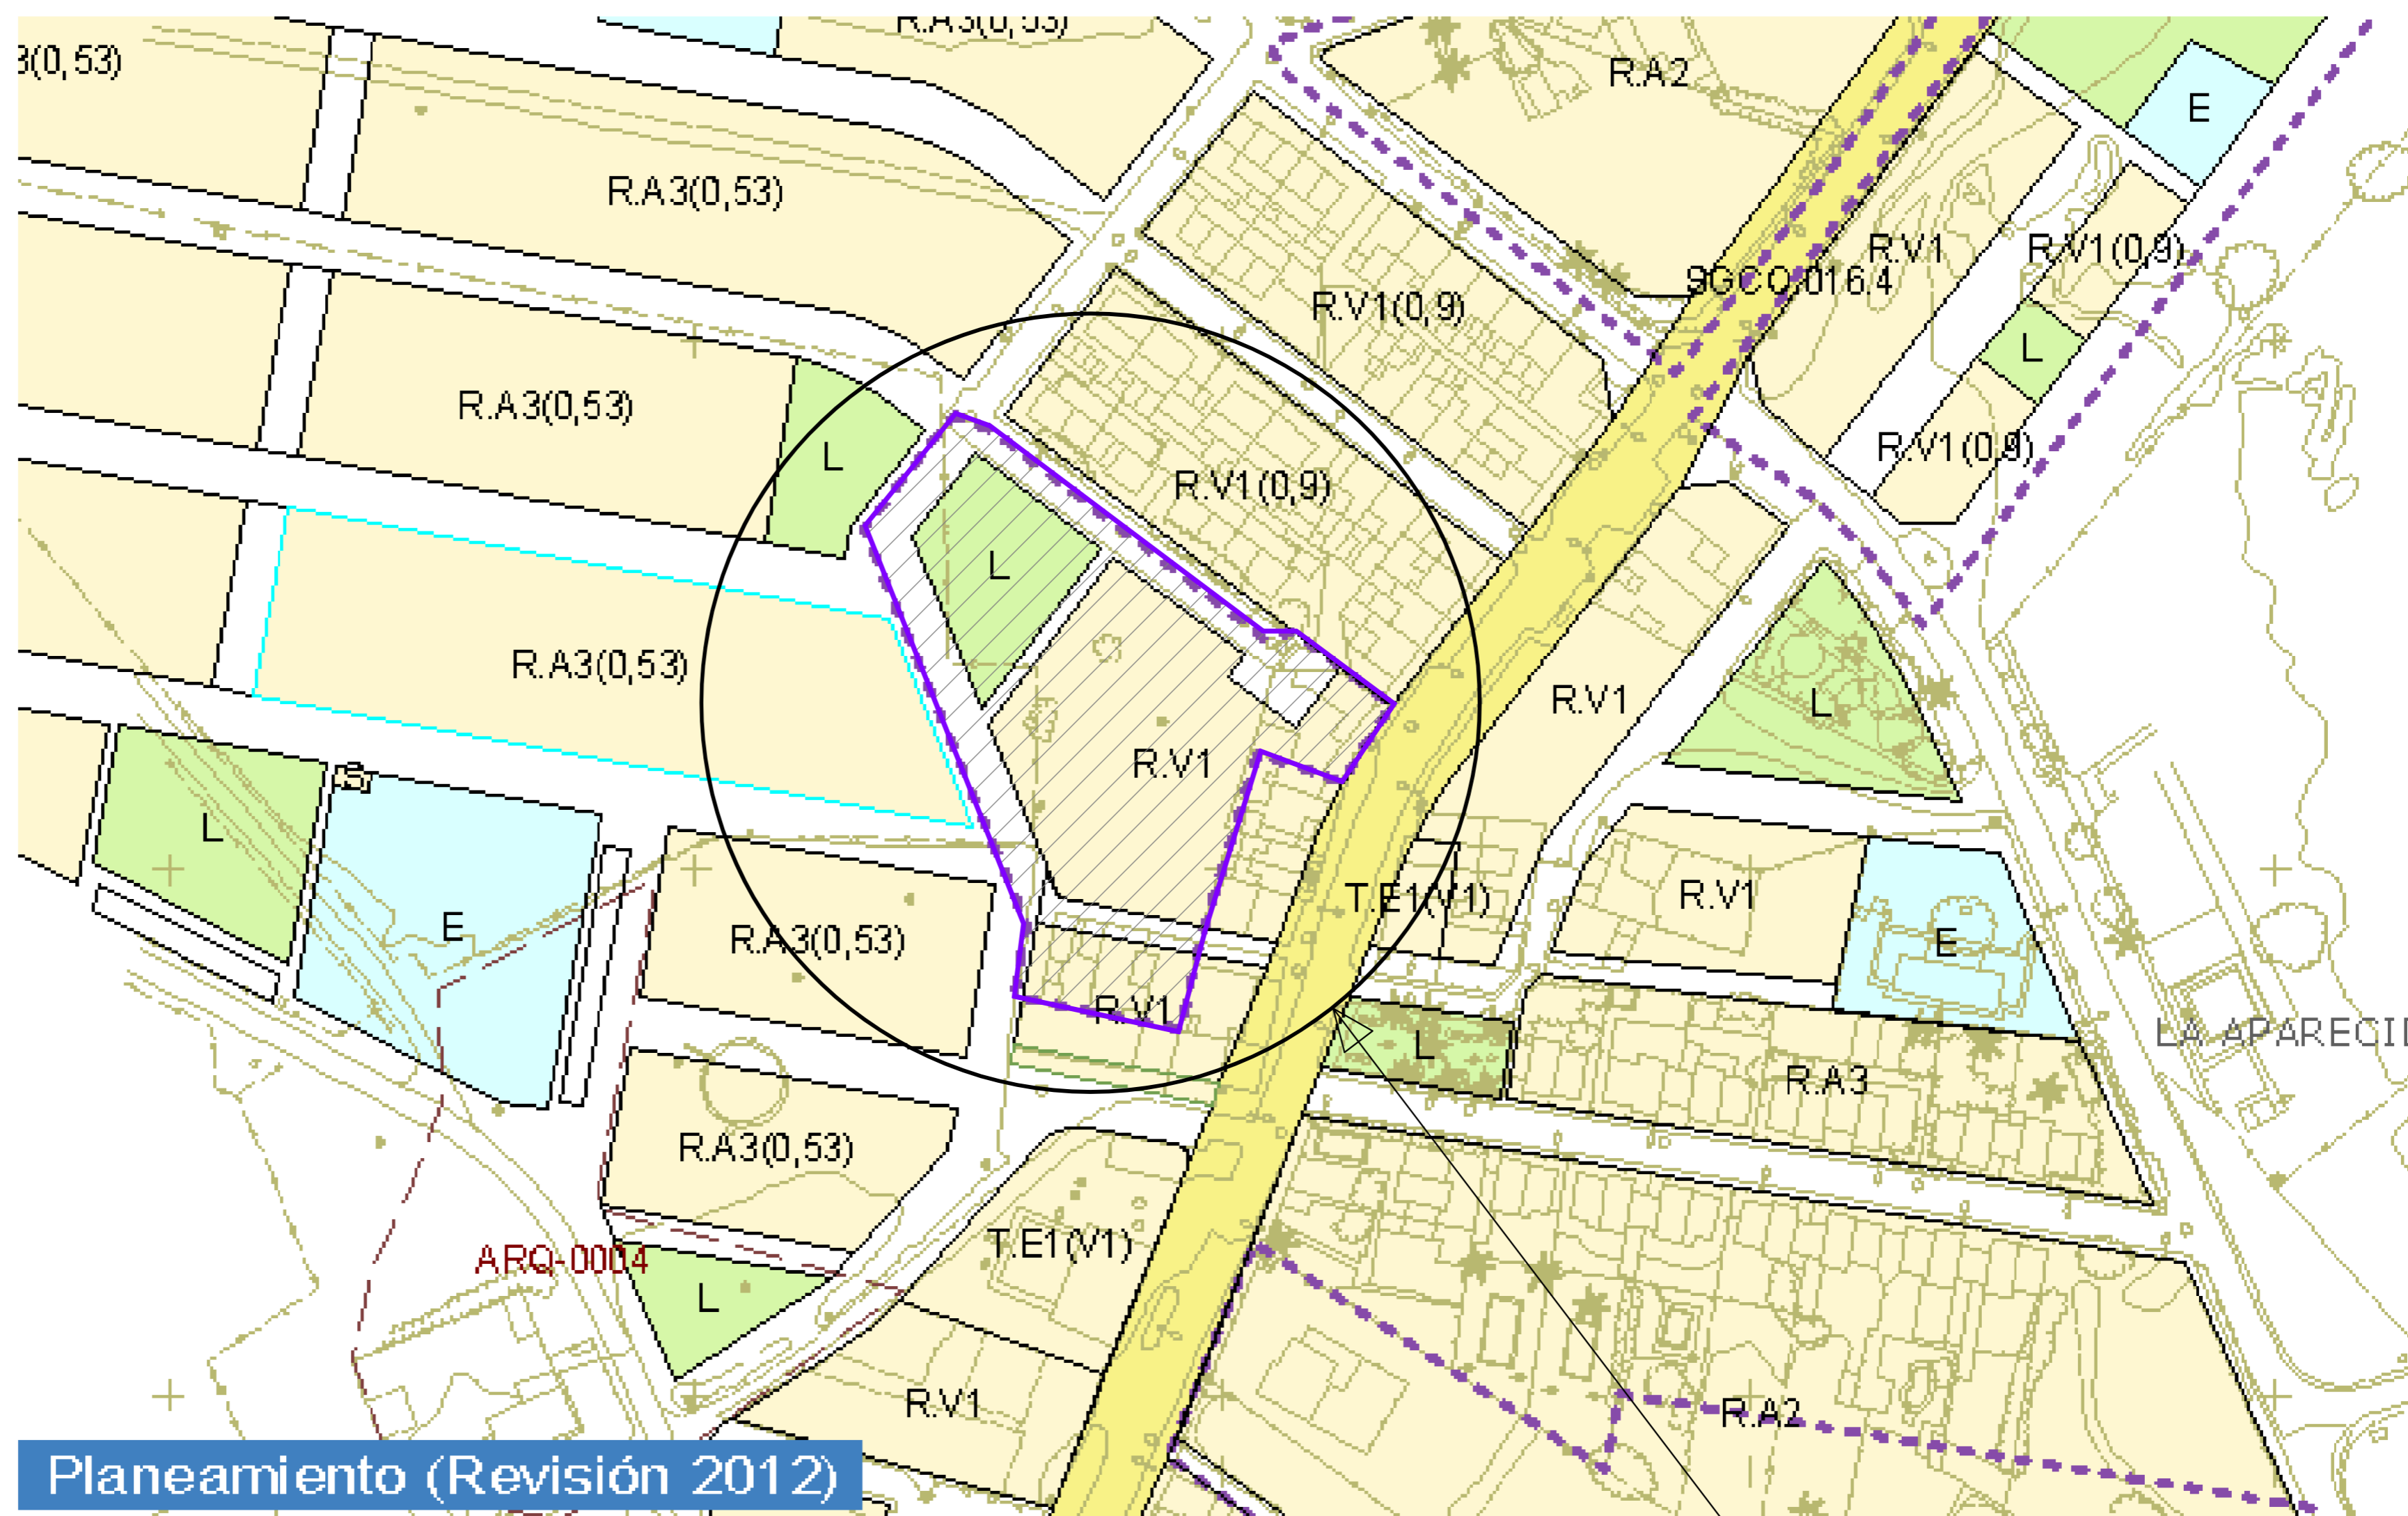 R.A3(0,53)
3(0,53)
R.A2
E
R.A3(0,53)
R.V1
R.V1(0,9)
SGCO.016.4
R.V1(0,9)
L
R.A3(0,53)
L
R.V1(0,9)
R.V1(0,9)
L
R.A3(0,53)
R.V1
L
R.V1
L
T.E1(V1)
R.V1
E
R.A3(0,53)
E
R.V1
L
LA APARECID
R.A3
R.A3(0,53)
T.E1(V1)
ARQ-0004
L
R.V1
R.A2
Planeamiento (Revisión 2012)